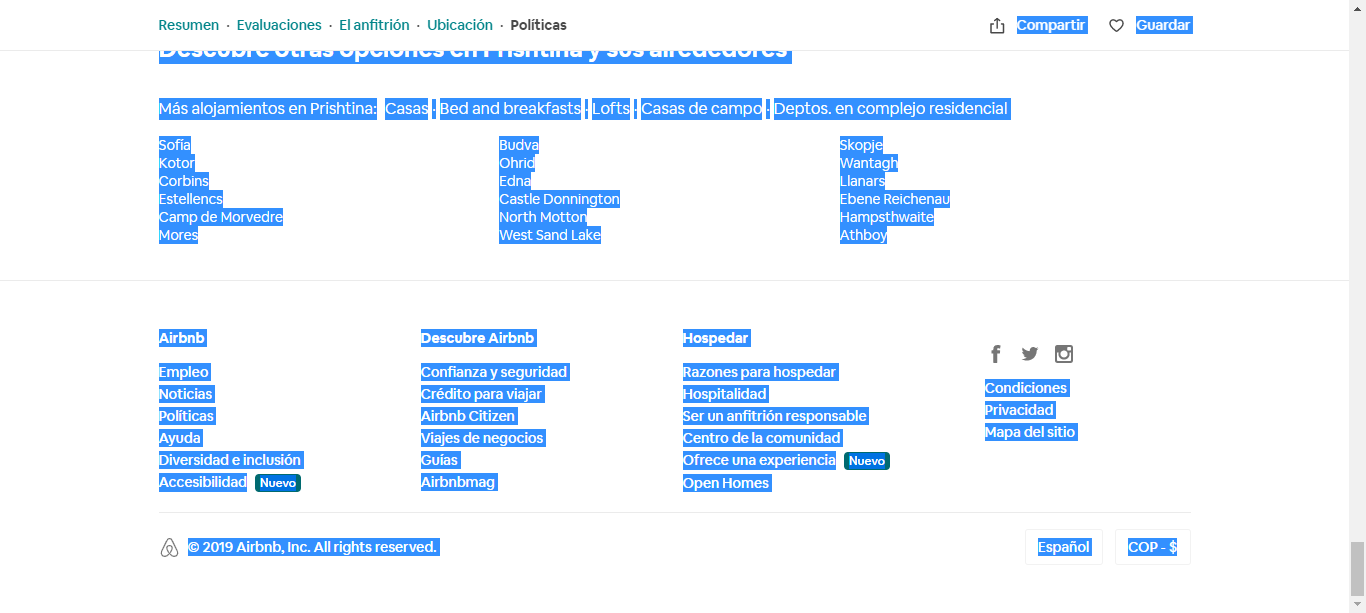 Resumen · Evaluaciones · El anfitrión · Ubicación · Políticas Compartir Guardar
Descubre otras opciones en Prishtina y sus alrededores
Más alojamientos en Prishtina: Casas · Bed and breakfasts · Lofts · Casas de campo · Deptos. en complejo residencial
Sofía Budva Skopje
Kotor Ohrid Wantagh
Corbins Edna Llanars
Estellencs Castle Donnington Ebene Reichenau
Camp de Morvedre North Motton Hampsthwaite
Mores West Sand Lake Athboy
Airbnb
Empleo
Noticias
Políticas
Ayuda
Diversidad e inclusión
Accesibilidad Nuevo
Descubre Airbnb
Confianza y seguridad
Crédito para viajar
Airbnb Citizen
Viajes de negocios
Guías
Airbnbmag
Hospedar
Razones para hospedar
Hospitalidad
Ser un anfitrión responsable
Centro de la comunidad
Ofrece una experiencia Nuevo
Open Homes
Condiciones
Privacidad
Mapa del sitio
© 2019 Airbnb, Inc. All rights reserved. Español COP - $